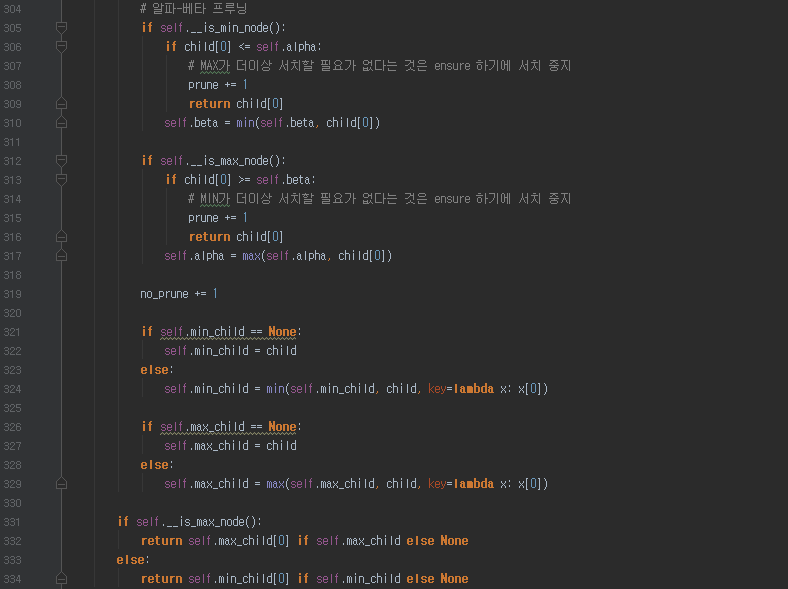 304 # 알파-베타 프루닝
305 if self.__is_min_node():
306 if child[0] <= self.alpha:
307 # MAX가 더이상 서치할 필요가 없다는 것은 ensure 하기에 서치 중지
308 prune += 1
309 return child[0]
310 self.beta = min(self.beta, child[0])
311
312 if self.__is_max_node():
313 if child[0] >= self.beta:
314 # MIN가 더이상 서치할 필요가 없다는 것은 ensure 하기에 서치 중지
315 prune += 1
316 return child[0]
317 self.alpha = max(self.alpha, child[0])
318
319 no_prune += 1
320
321 if self.min_child == None:
322 self.min_child = child
323 else:
324 self.min_child = min(self.min_child, child, key=lambda x: x[0])
325
326 if self.max_child == None:
327 self.max_child = child
328 else:
329 self.max_child = max(self.max_child, child, key=lambda x: x[0])
330
331 if self.__is_max_node():
332 return self.max_child[0] if self.max_child else None
333 else:
334 return self.min_child[0] if self.min_child else None